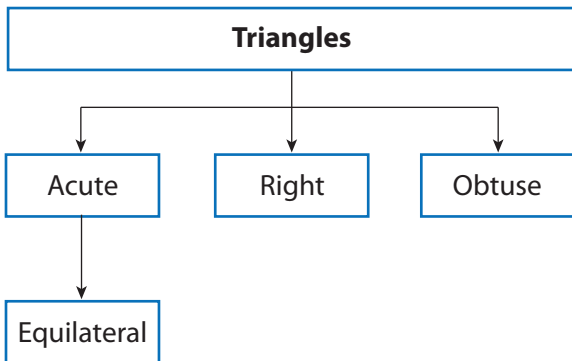 Triangles
Acute
Right
Obtuse
Equilateral